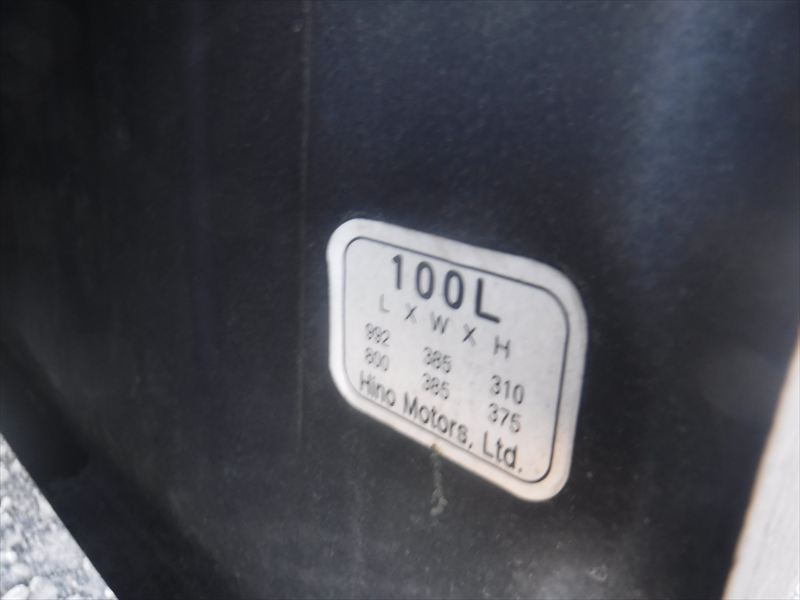 100L
L X W X H
992 385 310
800 385 375
Hino Motors, Ltd.